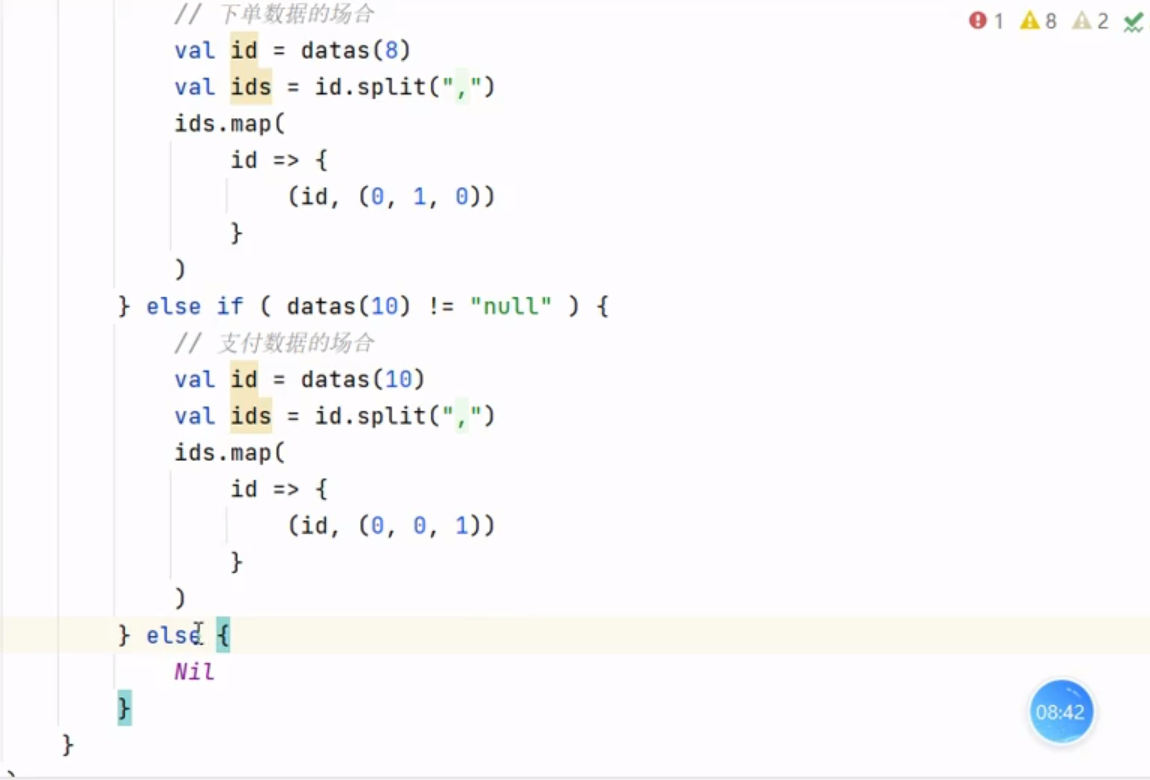 // 下单数据的场合
1 8 2
val id = datas(8)
val ids = id.split(",")
ids.map(
id => {
(id, (0, 1, 0))
}
)
} else if ( datas(10) != "null" ) {
// 支付数据的场合
val id = datas(10)
val ids = id.split(",")
ids.map(
id => {
(id, (0, 0, 1))
}
)
} else {
Nil
}
08:42
}